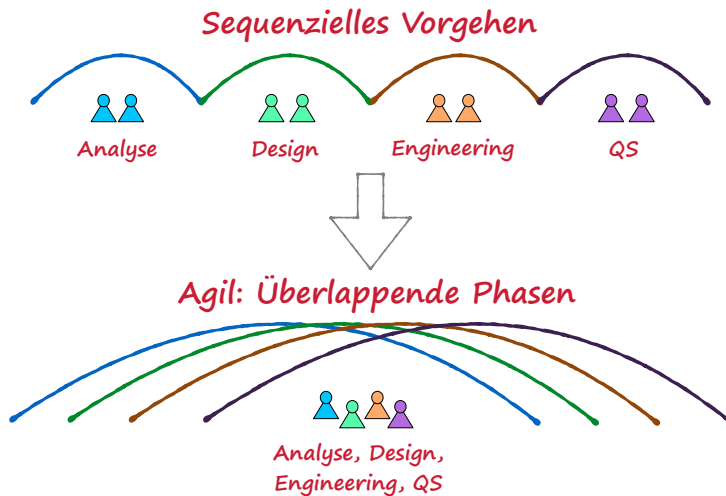 Sequenzielles Vorgehen
Analyse
Design
Engineering
QS
Agil: Überlappende Phasen
Analyse, Design,
Engineering, QS